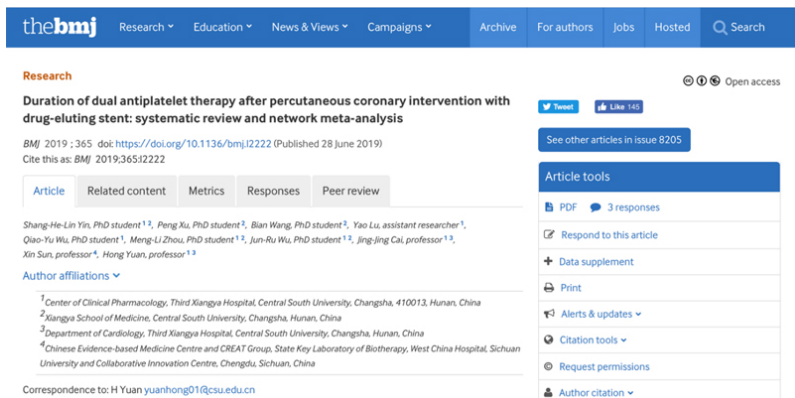 thebmj Research Education News & Views Campaigns Archive For authors Jobs Hosted Search
Research
Open access
Duration of dual antiplatelet therapy after percutaneous coronary intervention with
drug-eluting stent: systematic review and network meta-analysis
BMJ 2019 ; 365 doi: https://doi.org/10.1136/bmj.l2222 (Published 28 June 2019)
Cite this as: BMJ 2019;365:l2222
Article Related content Metrics Responses Peer review
Shang-He-Lin Yin, PhD student 1 2, Peng Xu, PhD student 2, Bian Wang, PhD student 3, Yao Lu, assistant researcher 1,
Qiao-Yu Wu, PhD student 1, Meng-Li Zhou, PhD student 1 2, Jun-Ru Wu, PhD student 1 2, Jing-Jing Cai, professor 1 3,
Xin Sun, professor 4, Hong Yuan, professor 1 3
Author affiliations
1 Center of Clinical Pharmacology, Third Xiangya Hospital, Central South University, Changsha, 410013, Hunan, China
2 Xiangya School of Medicine, Central South University, Changsha, Hunan, China
3 Department of Cardiology, Third Xiangya Hospital, Central South University, Changsha, Hunan, China
4 Chinese Evidence-based Medicine Centre and CREAT Group, State Key Laboratory of Biotherapy, West China Hospital, Sichuan
University and Collaborative Innovation Centre, Chengdu, Sichuan, China
Correspondence to: H Yuan yuanhong01@csu.edu.cn
Tweet Like 145
See other articles in issue 8205
Article tools
PDF 3 responses
Respond to this article
Data supplement
Print
Alerts & updates
Citation tools
Request permissions
Author citation